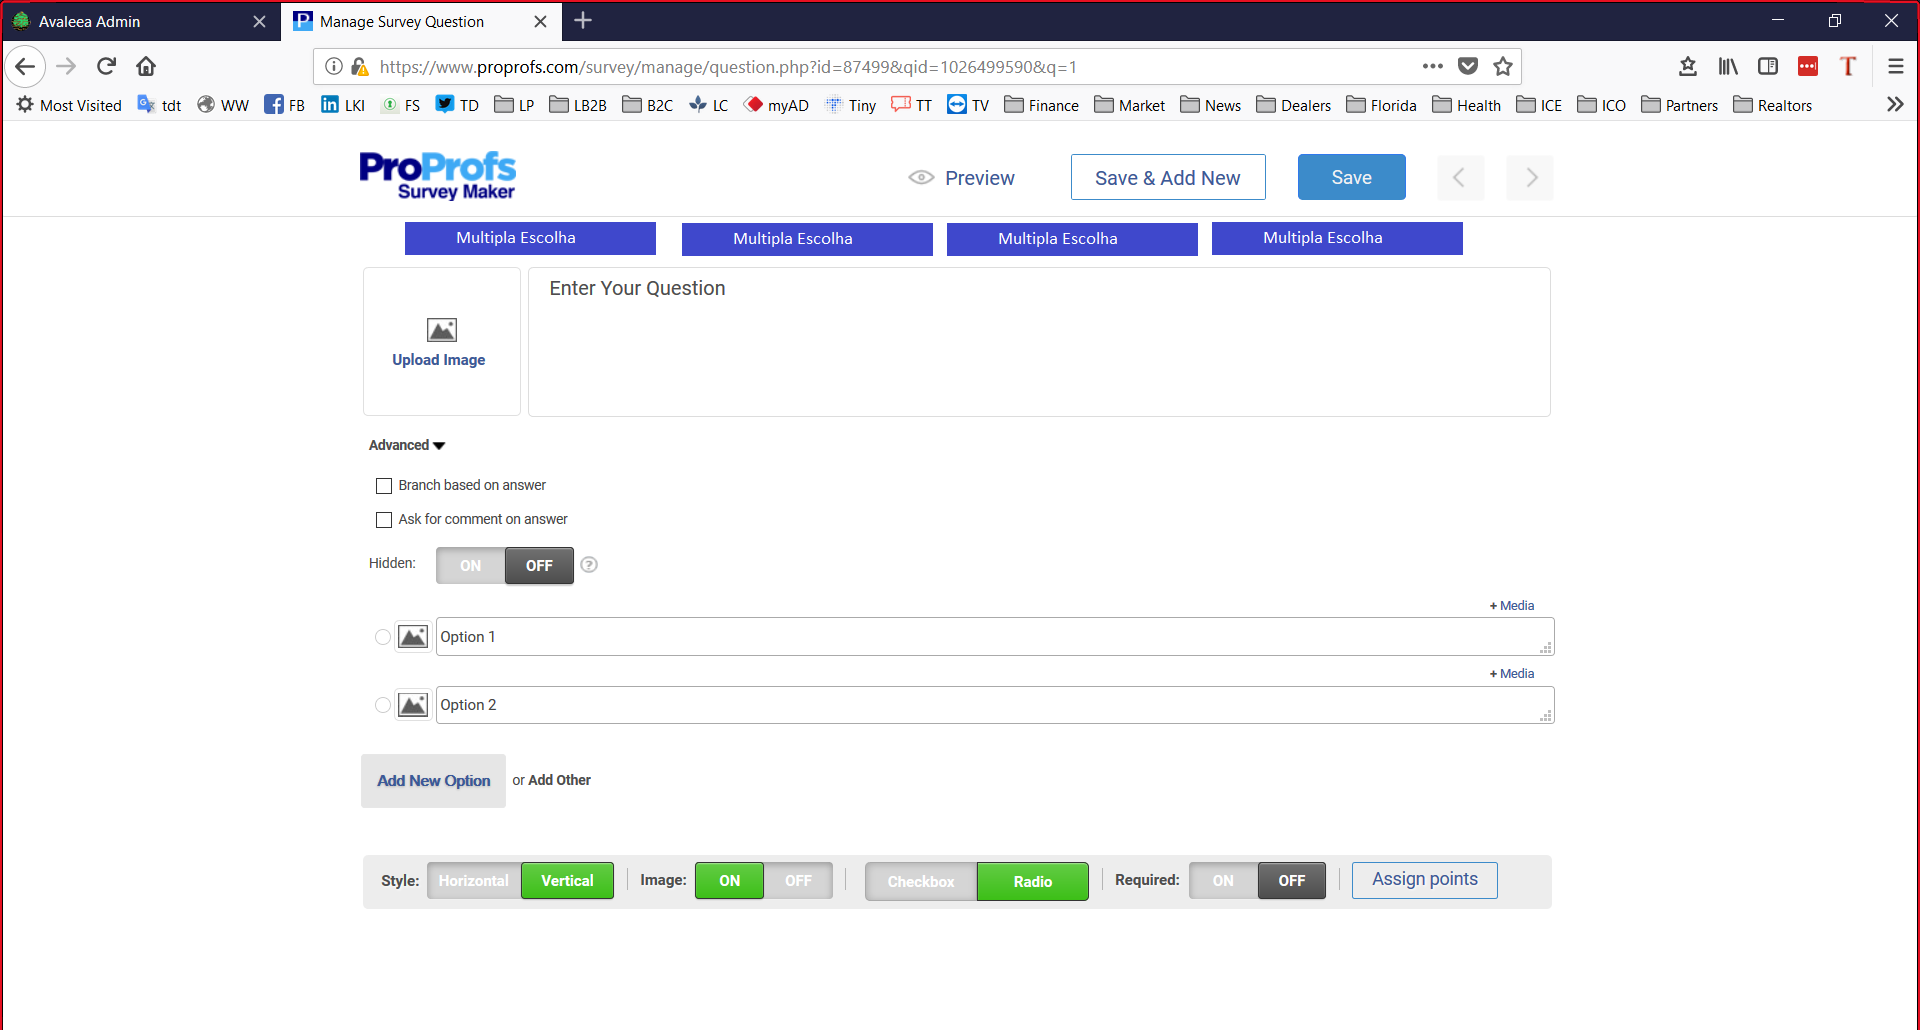 Avaleea Admin
Manage Survey Question
https://www.proprofs.com/survey/manage/question.php?id=87499&qid=1026499590&q=1
Most Visited tdt WW FB LKI FS TD LP LB2B B2C LC myAD Tiny TT TV Finance Market News Dealers Florida Health ICE ICO Partners Realtors
ProProfs
Survey Maker
Preview
Save & Add New
Save
Multipla Escolha
Multipla Escolha
Multipla Escolha
Multipla Escolha
Upload Image
Enter Your Question
Advanced
Branch based on answer
Ask for comment on answer
Hidden: ON OFF ?
+ Media
Option 1
+ Media
Option 2
Add New Option or Add Other
Style: Horizontal Vertical Image: ON OFF Checkbox Radio Required: ON OFF Assign points